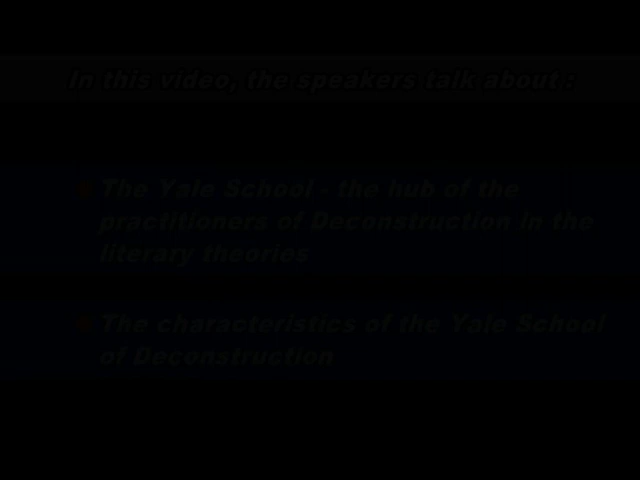 In this video, the speakers talk about :
The Yale School - the hub of the
practitioners of Deconstruction in the
literary theories
The characteristics of the Yale School
of Deconstruction